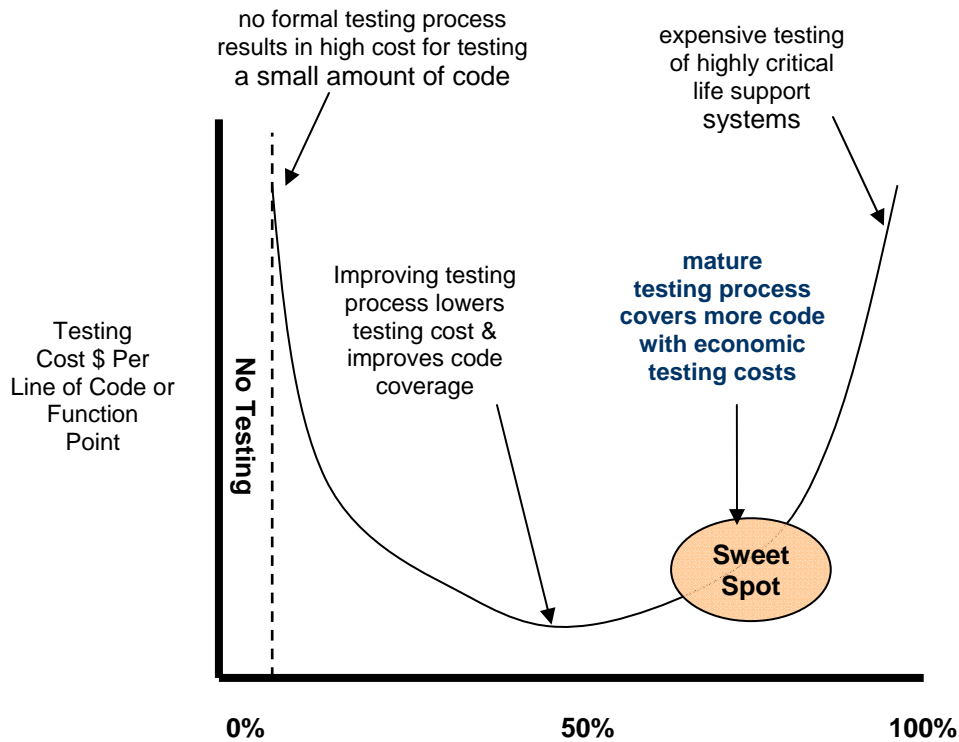 no formal testing process
results in high cost for testing
a small amount of code
expensive testing
of highly critical
life support
systems
Improving testing
process lowers
testing cost &
improves code
coverage
mature
testing process
covers more code
with economic
testing costs
Testing
Cost $ Per
Line of Code or
Function
Point
No Testing
Sweet
Spot
0%
50%
100%